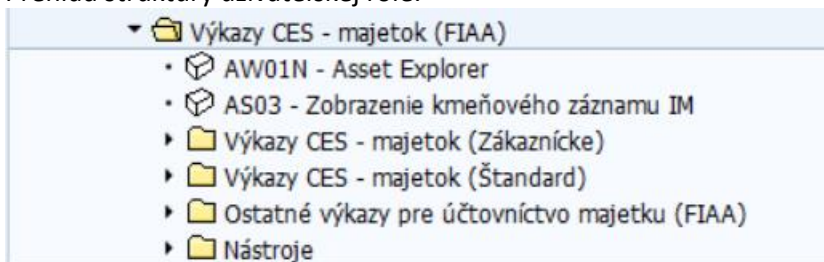 Výkazy CES - majetok (FIAA)
AW01N - Asset Explorer
AS03 - Zobrazenie kmeňového záznamu IM
Výkazy CES - majetok (Zákaznícke)
Výkazy CES - majetok (Štandard)
Ostatné výkazy pre účtovníctvo majetku (FIAA)
Nástroje